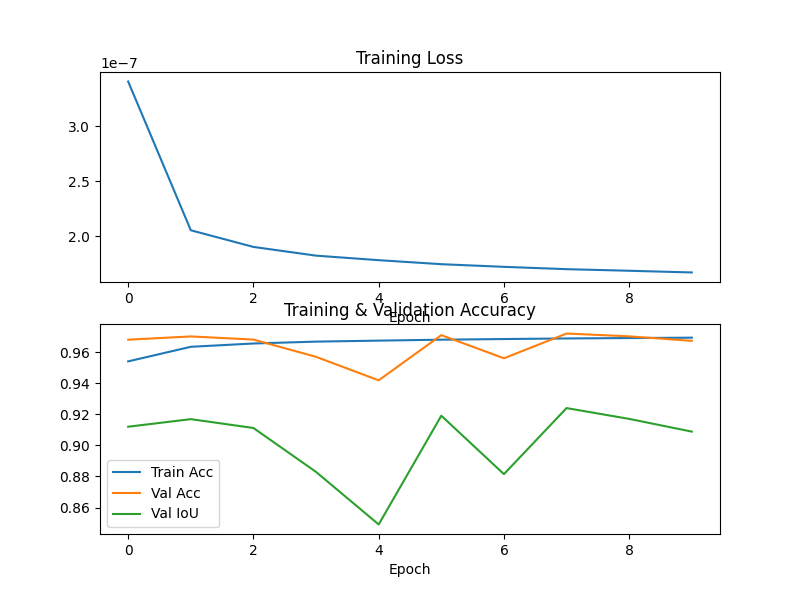 Training Loss
1e−7
3.0
2.5
2.0
0 2 4 6 8
Epoch
Training & Validation Accuracy
0.96
0.94
0.92
0.90
0.88
0.86
Train Acc
Val Acc
Val IoU
0 2 4 6 8
Epoch